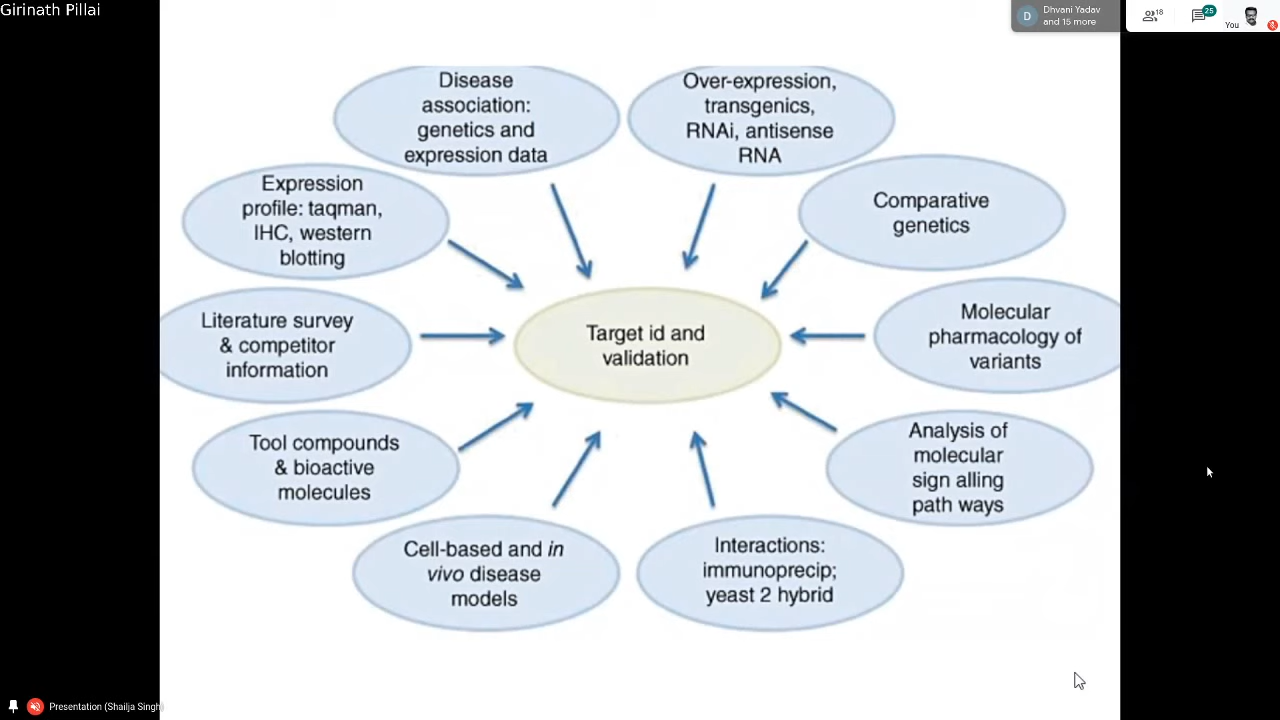 Girinath Pillai
Dhvani Yadav
and 15 more
D
18
25
You
Disease
association:
genetics and
expression data
Over-expression,
transgenics,
RNAi, antisense
RNA
Expression
profile: taqman,
IHC, western
blotting
Comparative
genetics
Literature survey
& competitor
information
Target id and
validation
Molecular
pharmacology of
variants
Tool compounds
& bioactive
molecules
Analysis of
molecular
sign alling
path ways
Cell-based and in
vivo disease
models
Interactions:
immunoprecip;
yeast 2 hybrid
Presentation (Shailja Singh